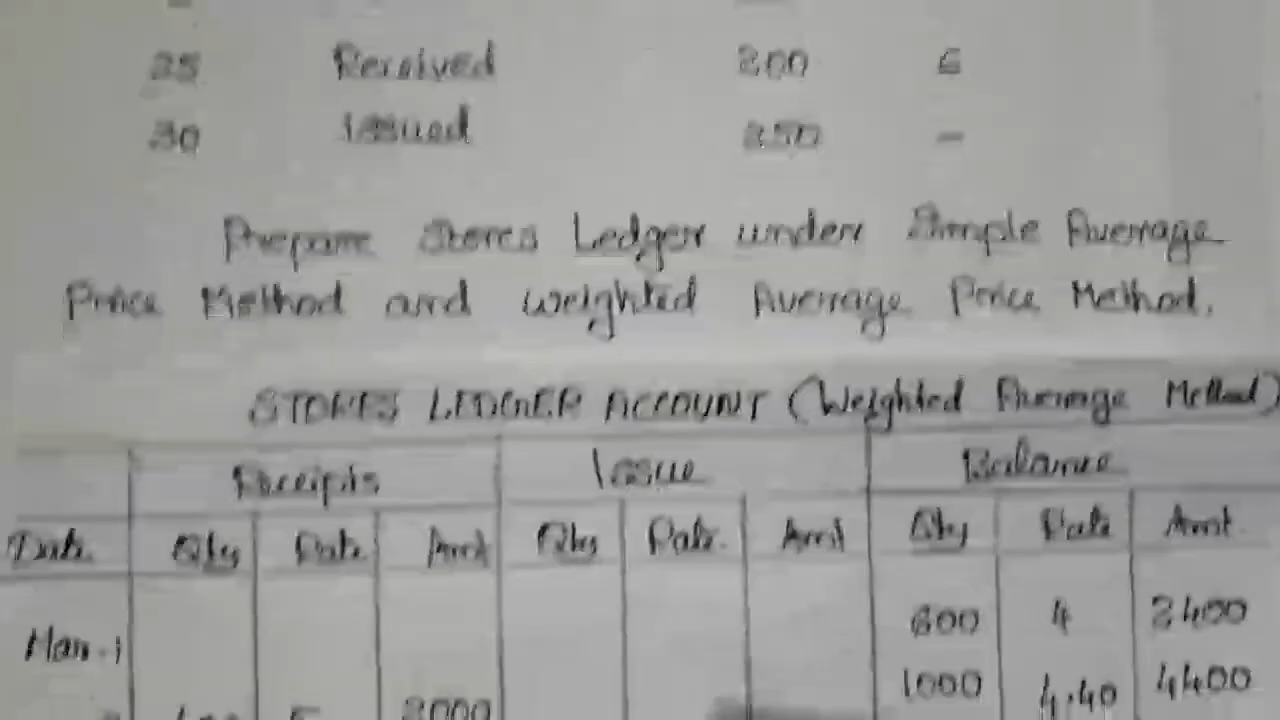 25 Received 200 6
30 Issued 250 -
Prepare Stores Ledger under Simple Average
Price Method and Weighted Average Price Method.
STORES LEDGER ACCOUNT (Weighted Average Method)
Receipts Issue Balance
Date Qty Rate Amt Qty Rate Amt Qty Rate Amt
Mar-1 600 4 2400
1000 4.40 4400
5 2000